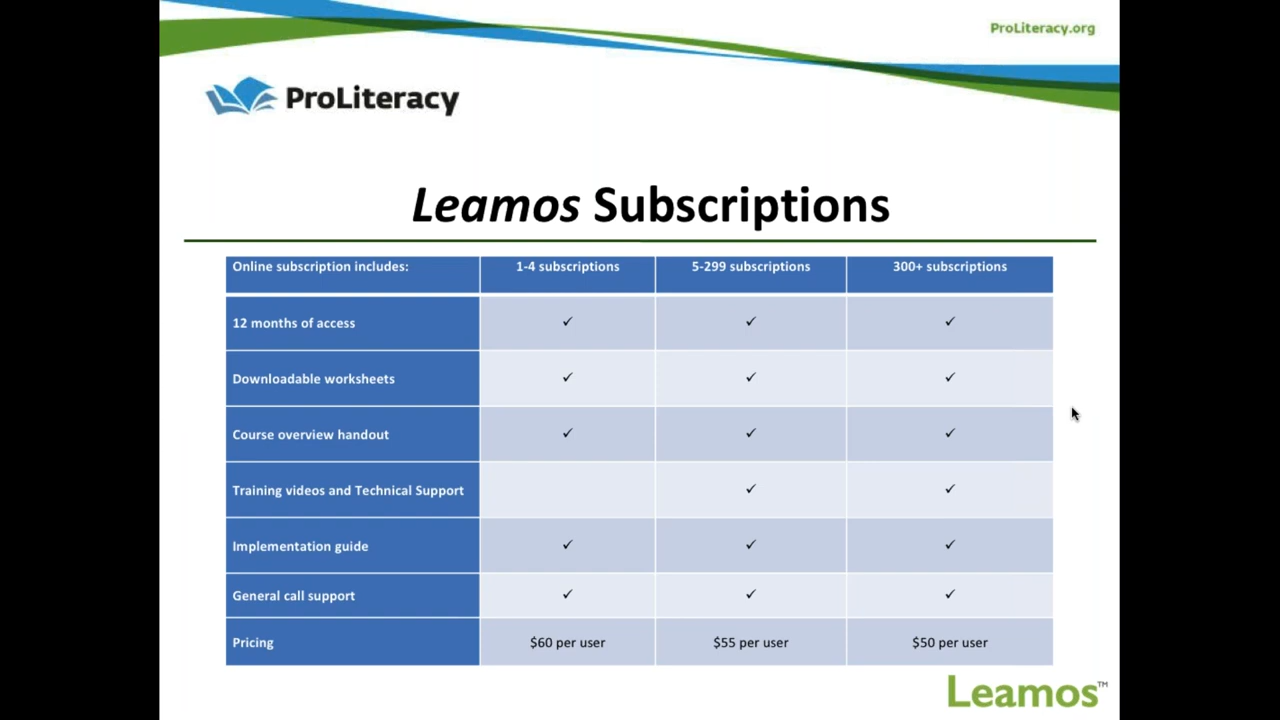 ProLiteracy.org
ProLiteracy
Leamos Subscriptions
Online subscription includes: 1-4 subscriptions 5-299 subscriptions 300+ subscriptions
12 months of access ✓ ✓ ✓
Downloadable worksheets ✓ ✓ ✓
Course overview handout ✓ ✓ ✓
Training videos and Technical Support ✓ ✓
Implementation guide ✓ ✓ ✓
General call support ✓ ✓ ✓
Pricing $60 per user $55 per user $50 per user
Leamos™